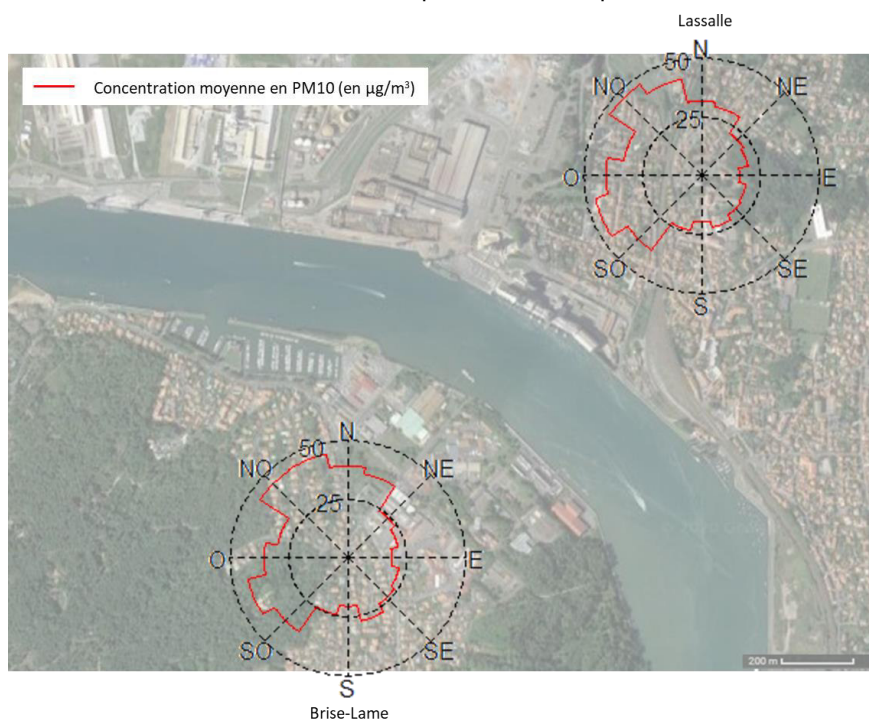 Lassalle
N
50
NO
NE
Concentration moyenne en PM10 (en µg/m³)
25
O
E
SO
SE
S
N
50
NO
NE
25
O
E
SO
SE
200 m
S
Brise-Lame